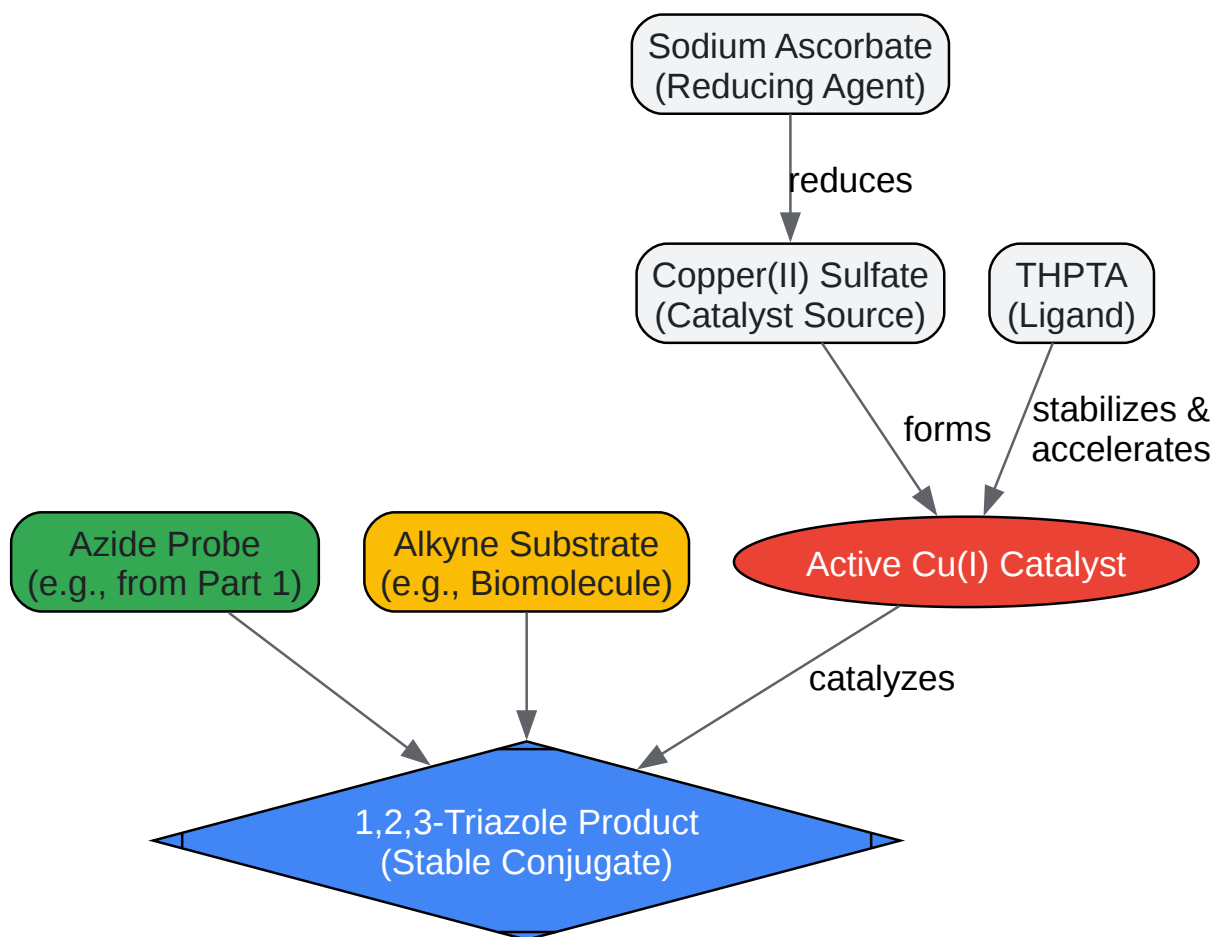 Sodium Ascorbate
(Reducing Agent)
reduces
Copper(II) Sulfate
(Catalyst Source)
THPTA
(Ligand)
forms
stabilizes &
accelerates
Azide Probe
(e.g., from Part 1)
Alkyne Substrate
(e.g., Biomolecule)
Active Cu(I) Catalyst
catalyzes
1,2,3-Triazole Product
(Stable Conjugate)